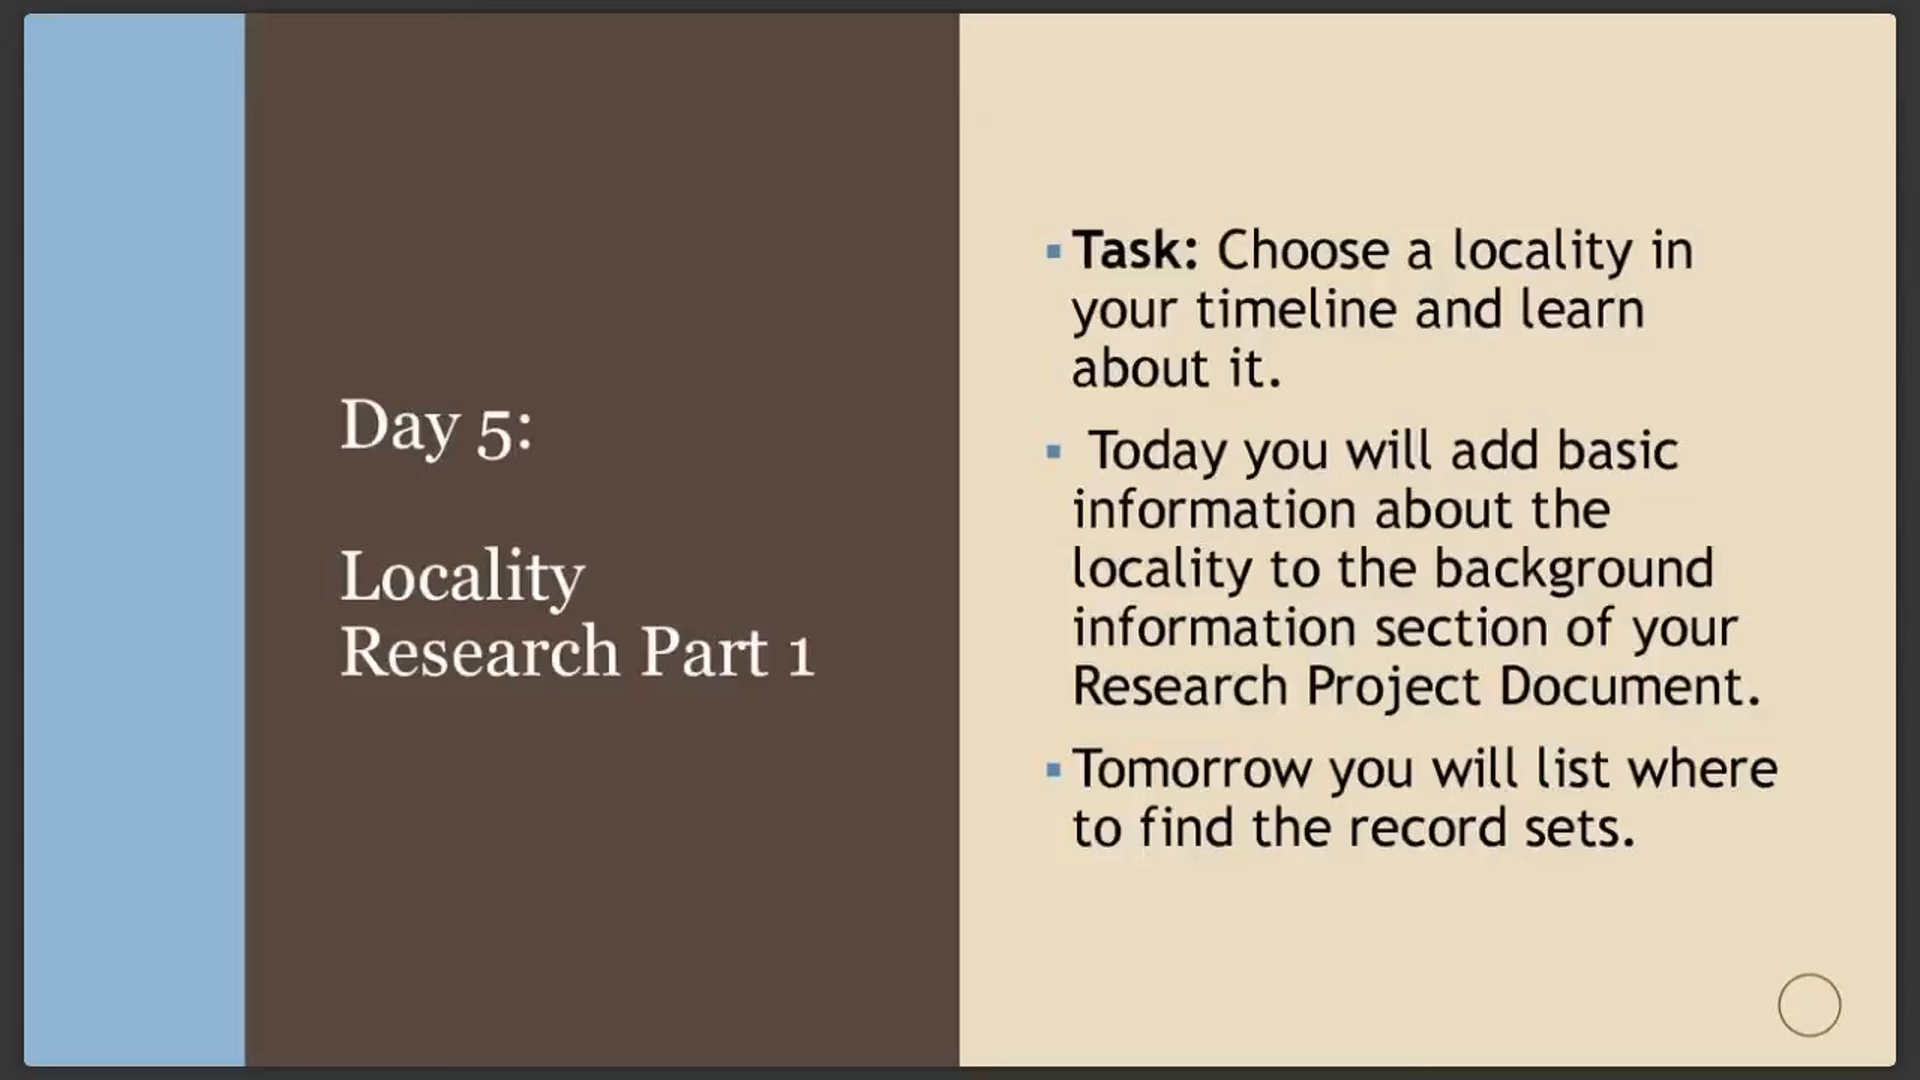 Day 5:
Locality
Research Part 1
Task: Choose a locality in
your timeline and learn
about it.
Today you will add basic
information about the
locality to the background
information section of your
Research Project Document.
Tomorrow you will list where
to find the record sets.